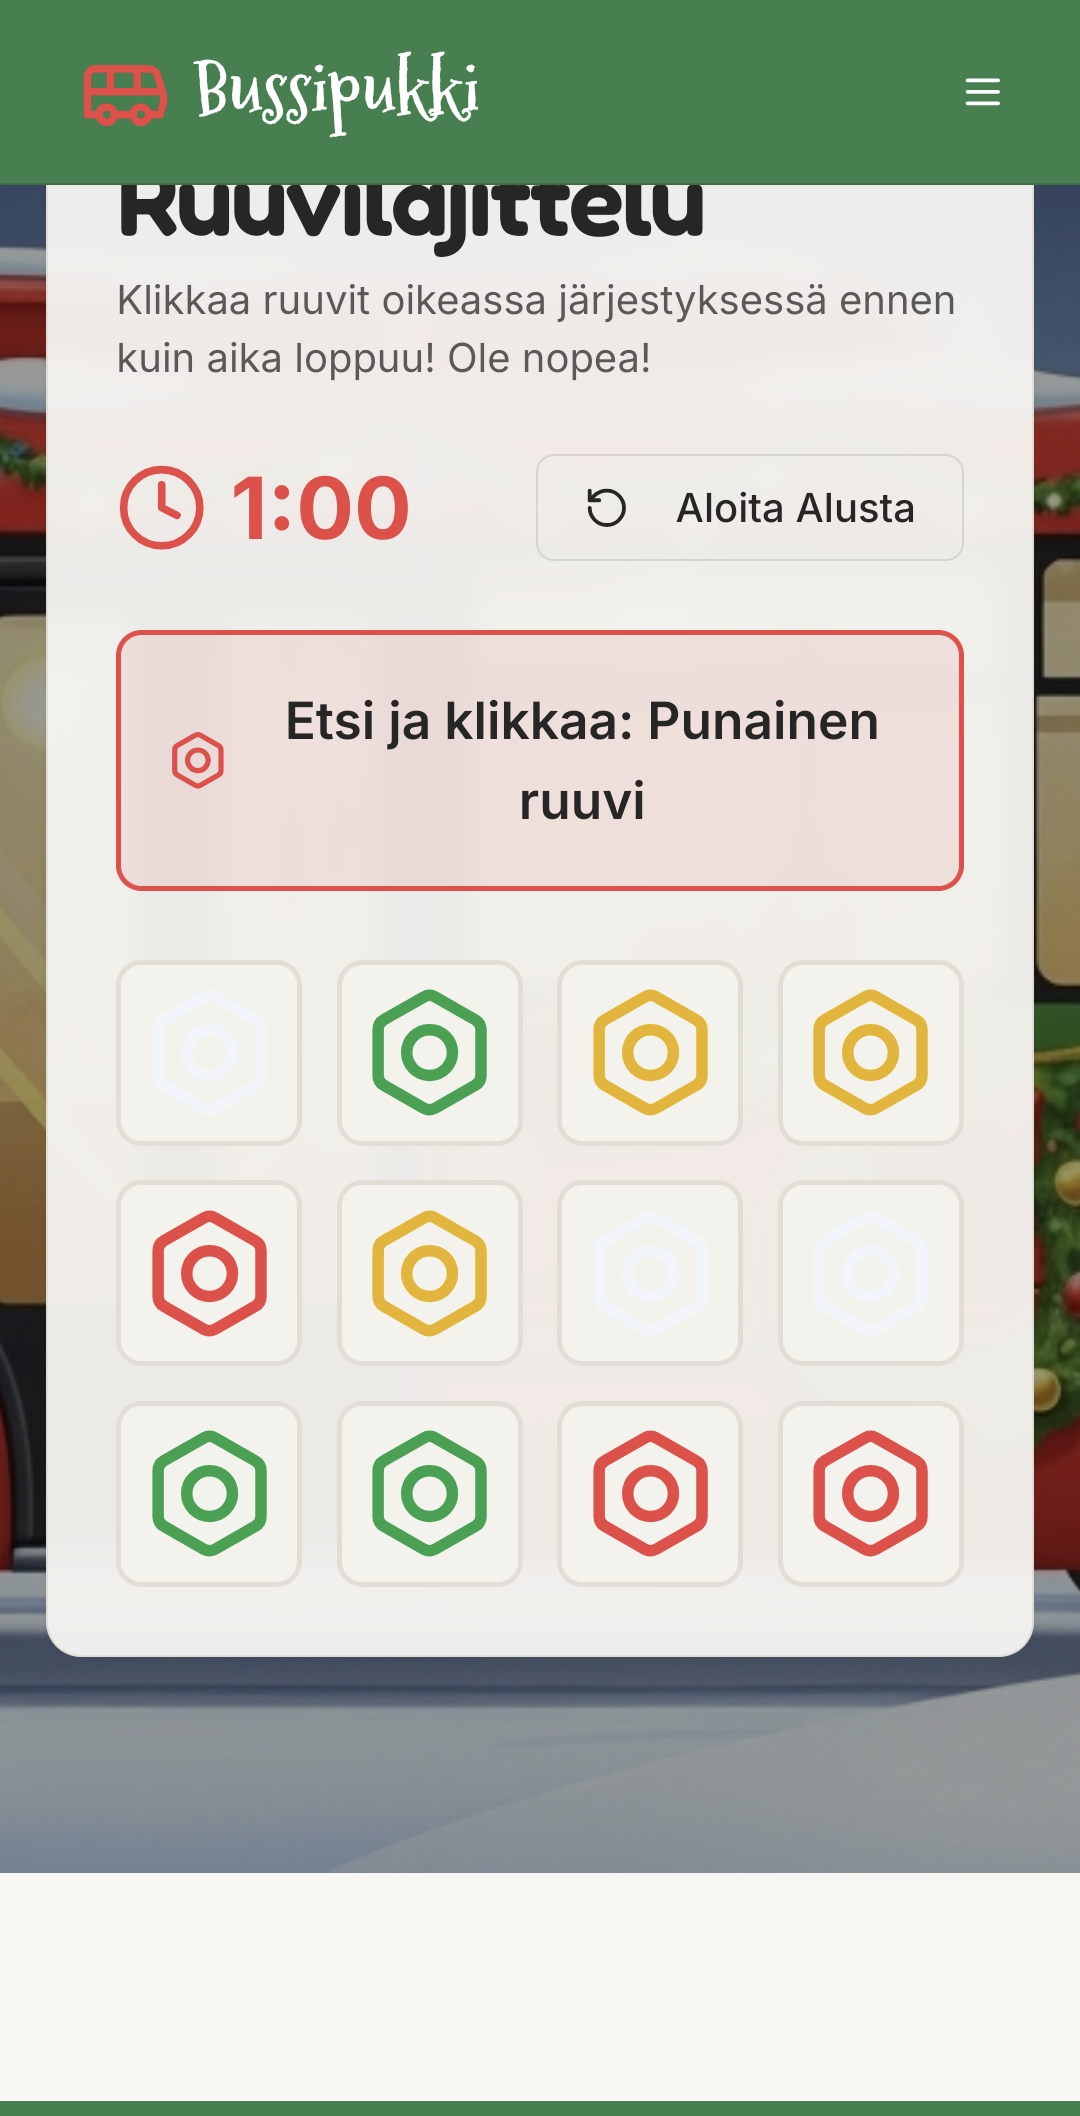 Bussipukki
Ruuvilajittelu
Klikkaa ruuvit oikeassa järjestyksessä ennen
kuin aika loppuu! Ole nopea!
1:00
Aloita Alusta
Etsi ja klikkaa: Punainen
ruuvi